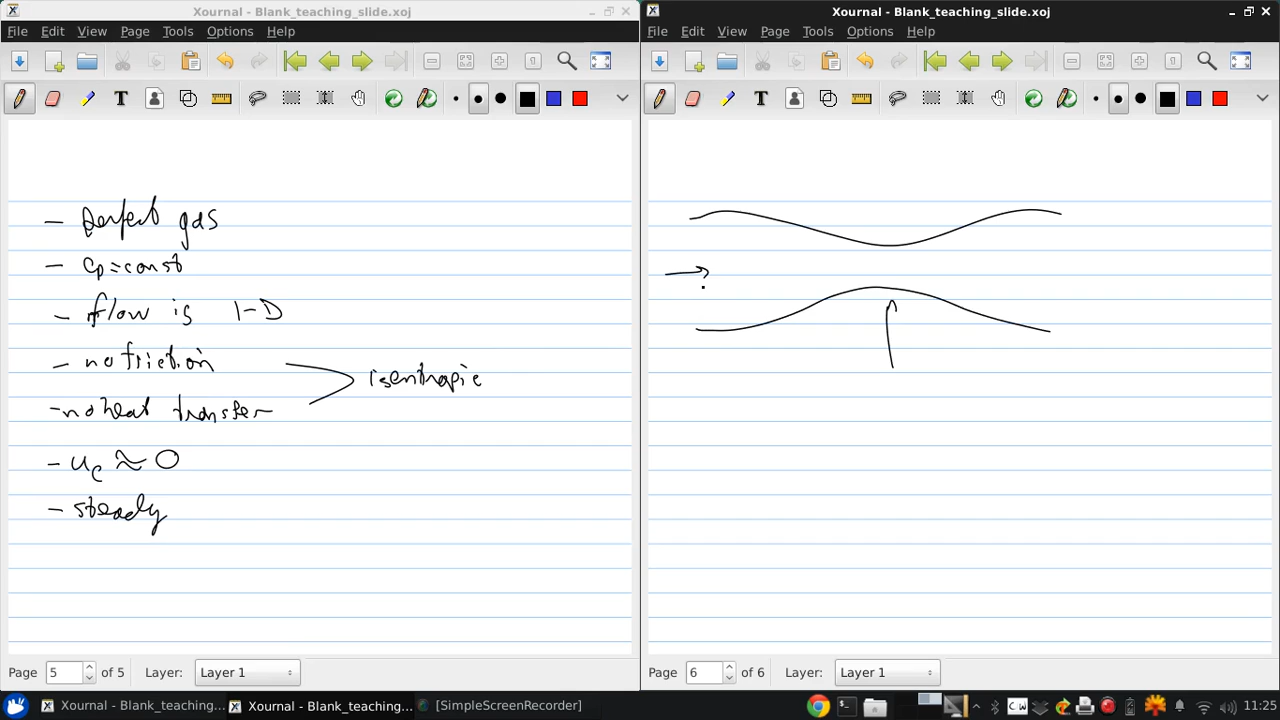 Xournal - Blank_teaching_slide.xoj
File Edit View Page Tools Options Help
- perfect gas
- cp=const
- flow is 1-D
- no friction
isentropic
- no heat transfer
- uc ≈ 0
- steady
Page 5 of 5 Layer: Layer 1
Xournal - Blank_teaching_slide.xoj
File Edit View Page Tools Options Help
Page 6 of 6 Layer: Layer 1
Xournal - Blank_teaching_... Xournal - Blank_teaching_... [SimpleScreenRecorder] 11:25